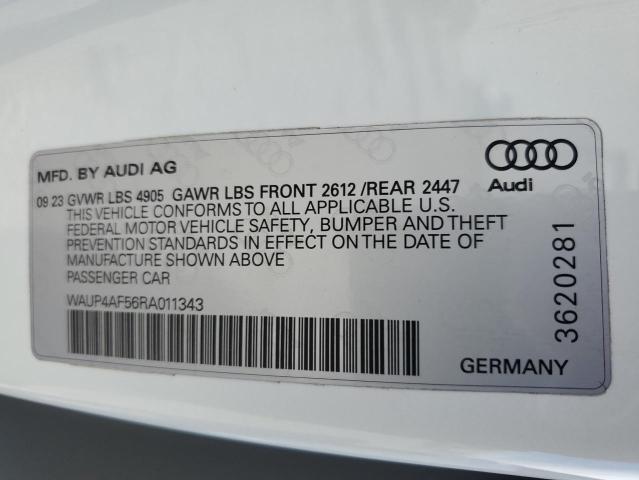 MFD. BY AUDI AG
09 23 GVWR LBS 4905 GAWR LBS FRONT 2612 /REAR 2447
THIS VEHICLE CONFORMS TO ALL APPLICABLE U.S.
FEDERAL MOTOR VEHICLE SAFETY, BUMPER AND THEFT
PREVENTION STANDARDS IN EFFECT ON THE DATE OF
MANUFACTURE SHOWN ABOVE
PASSENGER CAR
WAUP4AF56RA011343
Audi
3620281
GERMANY